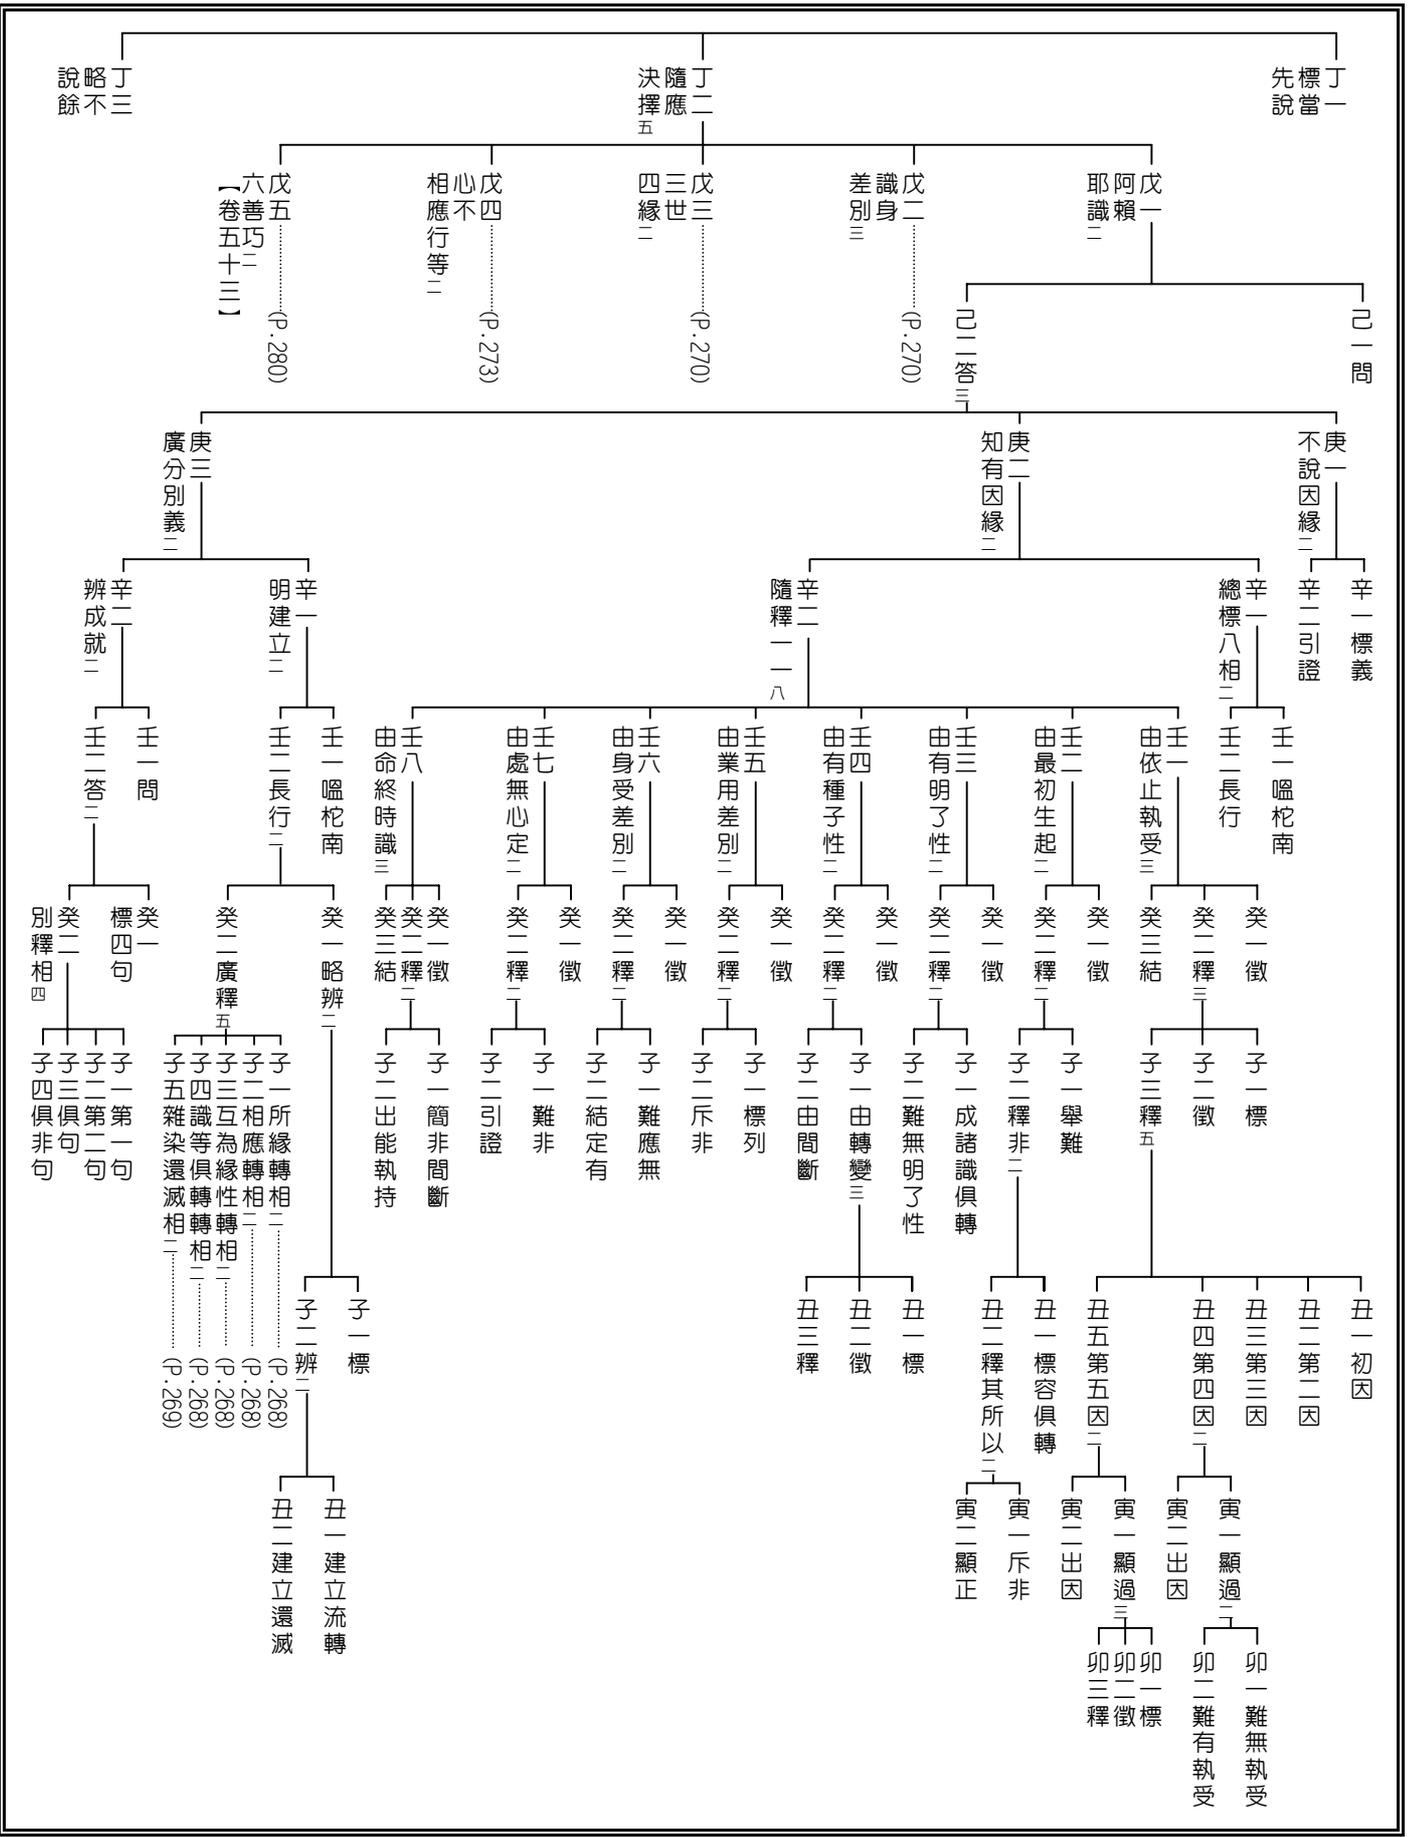 丁一
標當
先說
丁二
隨應
決擇五
丁三
略不
說餘
戊一
阿賴
耶識二
戊二
識身
差別三
(P.270)
戊三
三世
四緣二
(P.270)
戊四
心不
相應行等二
(P.273)
戊五
六善巧二
【卷五十三】
(P.280)
己一問
己二答三
庚一
不說因緣二
庚二
知有因緣二
庚三
廣分別義二
辛一標義
辛二引證
辛一
總標八相二
辛二
隨釋一一八
辛一
明建立二
辛二
辨成就二
壬一嗢柁南
壬二長行
壬一
由依止執受三
壬二
由最初生起二
壬三
由有明了性二
壬四
由有種子性二
壬五
由業用差別二
壬六
由身受差別二
壬七
由處無心定二
壬八
由命終時識三
壬一嗢柁南
壬二長行二
壬一問
壬二答二
癸一徵
癸二釋三
癸三結
癸一徵
癸二釋二
癸一徵
癸二釋二
癸一徵
癸二釋二
癸一徵
癸二釋二
癸一徵
癸二釋二
癸一徵
癸二釋二
癸一徵
癸二釋二
癸三結
癸一略辨二
癸二廣釋五
癸一
標四句
癸二
別釋相四
子一標
子二徵
子三釋五
子一舉難
子二釋非二
子一成諸識俱轉
子二難無明了性
子一由轉變三
子二由間斷
子一標列
子二斥非
子一難應無
子二結定有
子一難非
子二引證
子一簡非間斷
子二出能執持
子一所緣轉相二(P.268)
子二相應轉相二(P.268)
子三互為緣性轉相二(P.268)
子四識等俱轉轉相二(P.268)
子五雜染還滅相二(P.269)
子一第一句
子二第二句
子三俱句
子四俱非句
子一標
子二辨二
丑一初因
丑二第二因
丑三第三因
丑四第四因二
丑五第五因二
丑一標容俱轉
丑二釋其所以二
丑一標
丑二徵
丑三釋
丑一建立流轉
丑二建立還滅
寅一顯過二
寅二出因
寅一顯過三
寅二出因
寅一斥非
寅二顯正
卯一難無執受
卯二難有執受
卯一標
卯二徵
卯三釋